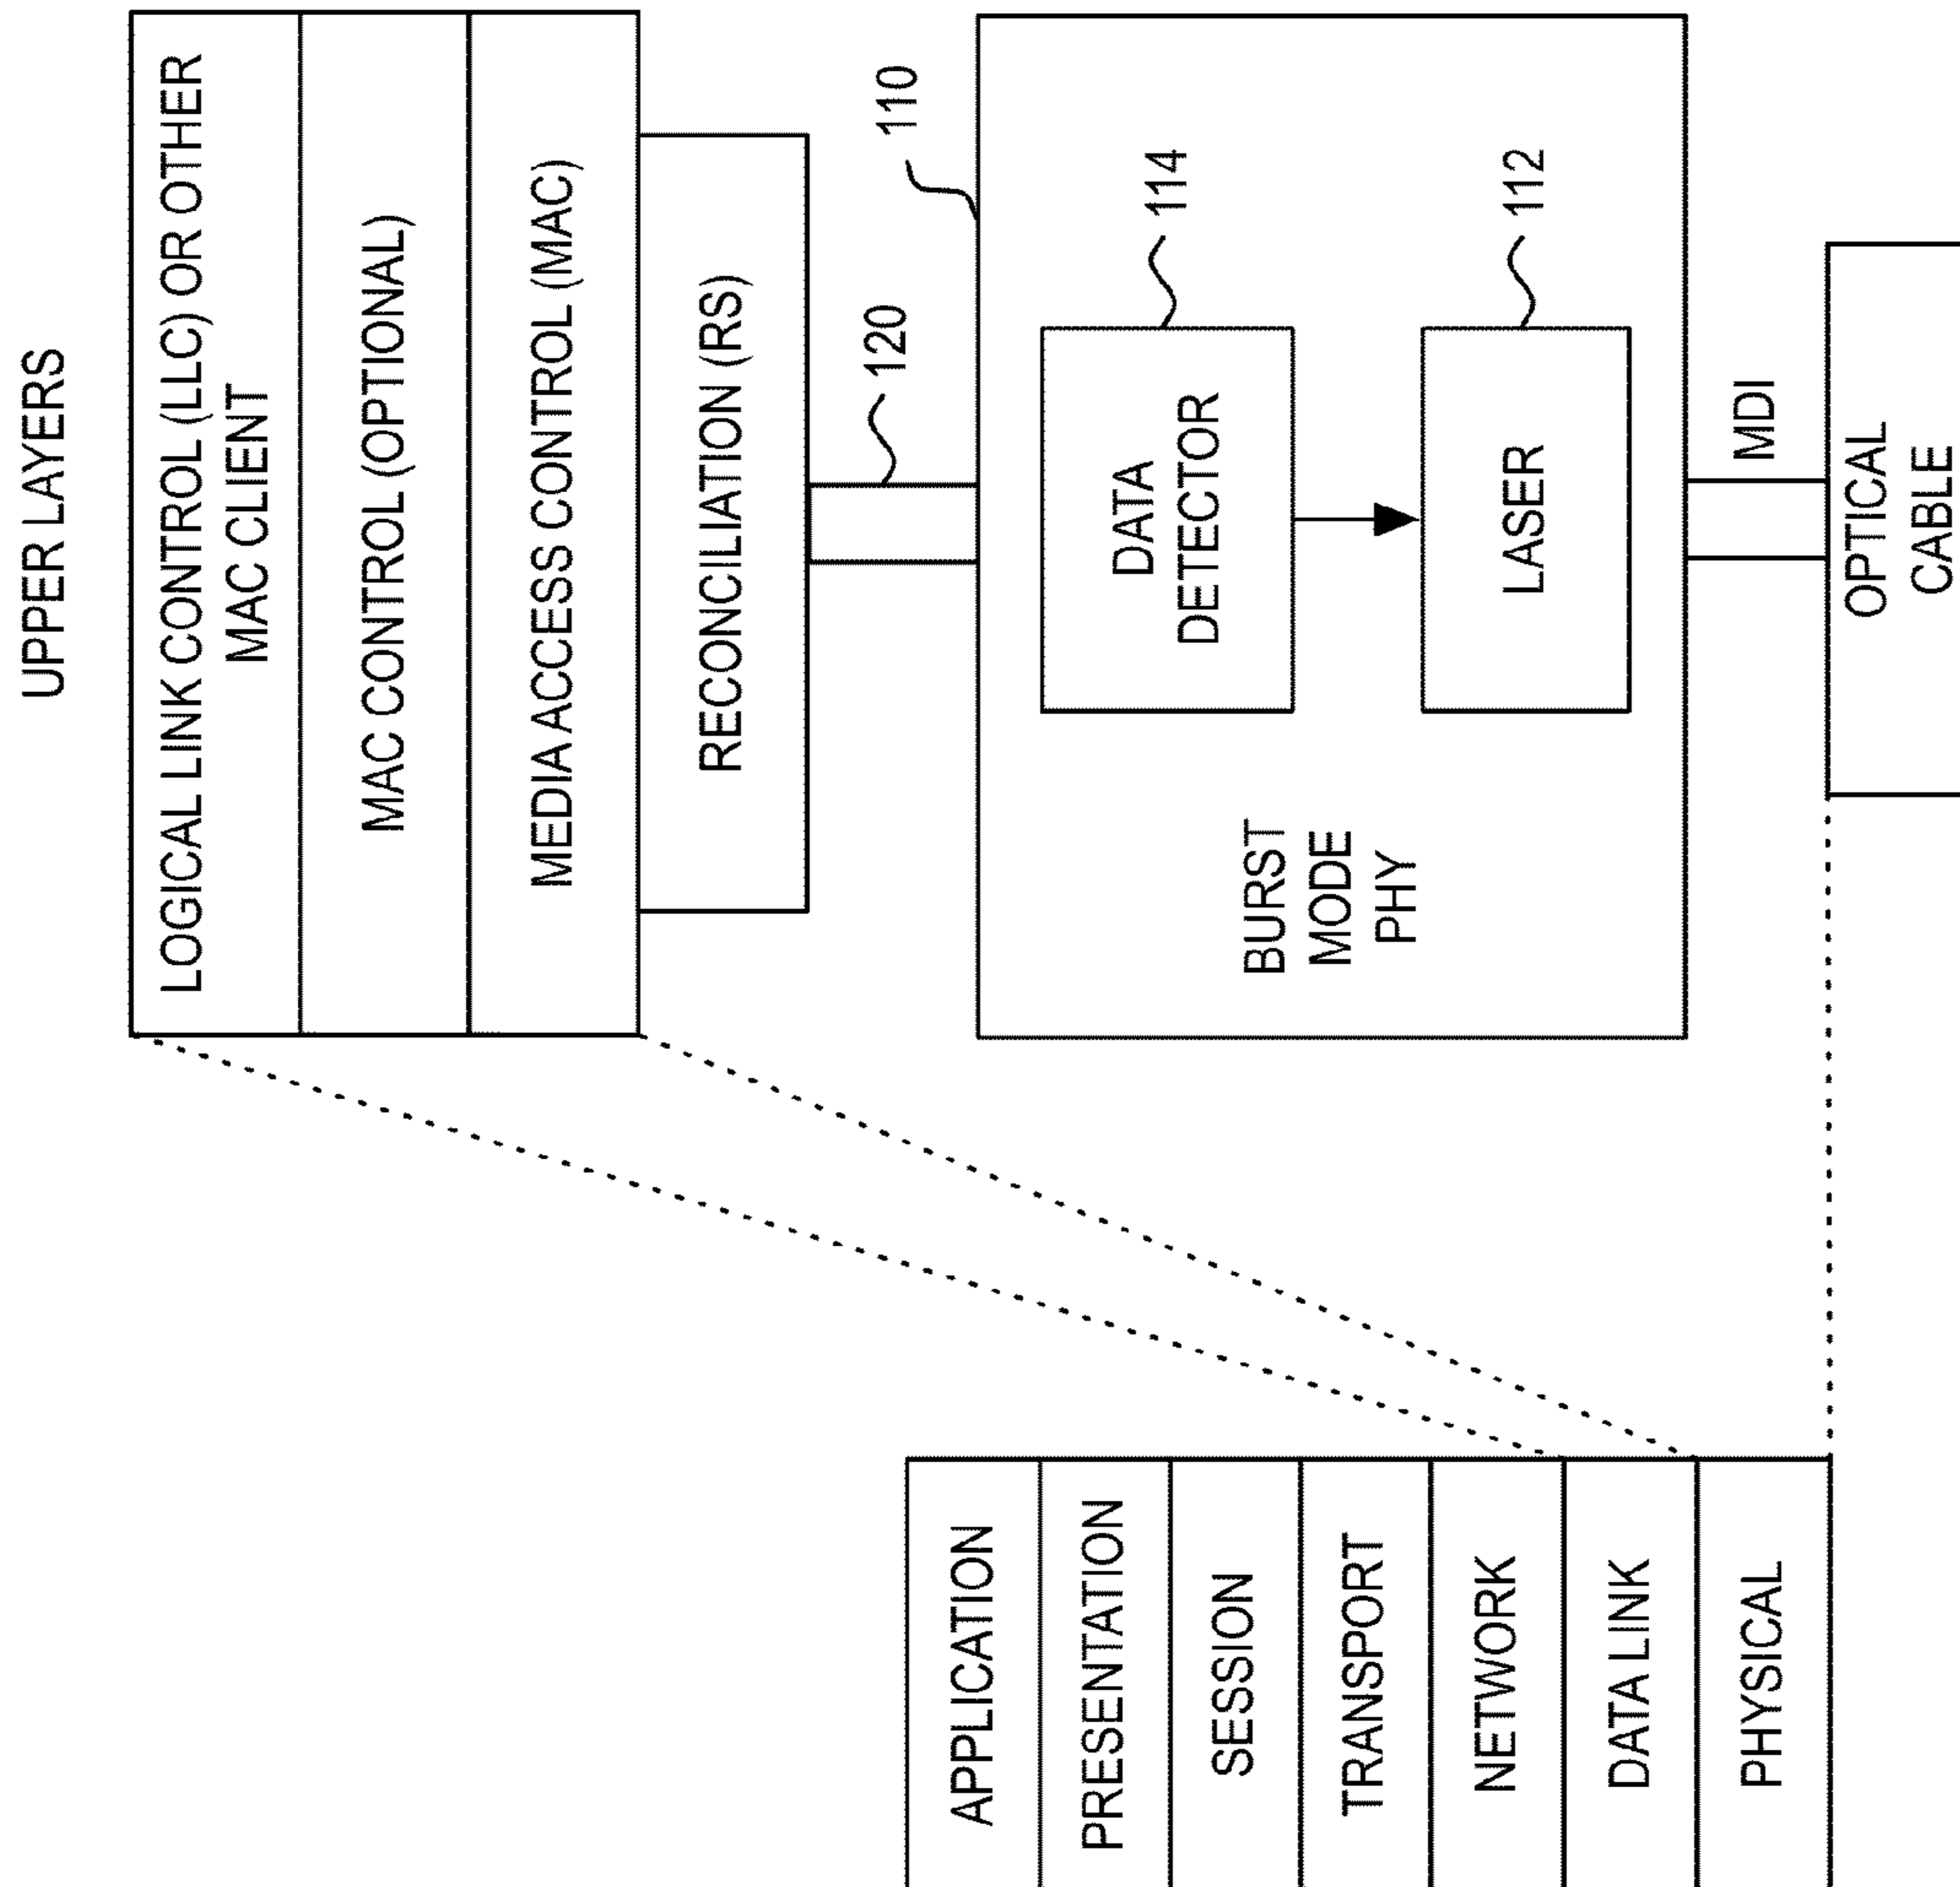 UPPER LAYERS
LOGICAL LINK CONTROL (LLC) OR OTHER
MAC CLIENT
MAC CONTROL (OPTIONAL)
MEDIA ACCESS CONTROL (MAC)
RECONCILIATION (RS)
120
110
APPLICATION
PRESENTATION
SESSION
TRANSPORT
NETWORK
DATA LINK
PHYSICAL
BURST
MODE
PHY
DATA
DETECTOR
114
LASER
112
MDI
OPTICAL
CABLE